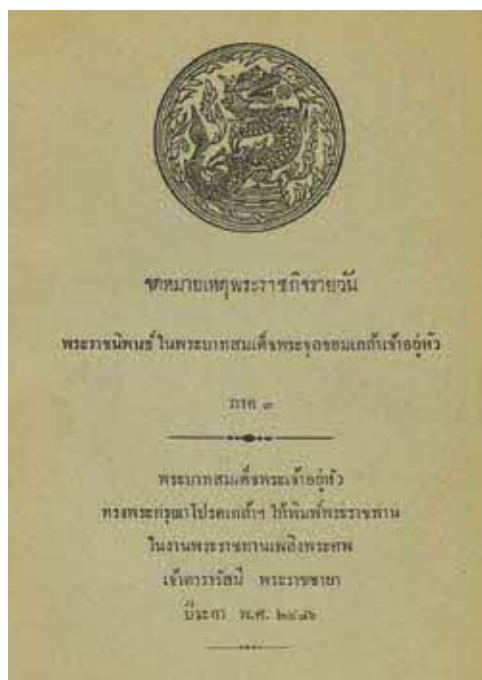 จดหมายเหตุพระราชกิจรายวัน
พระราชนิพนธ์ ในพระบาทสมเด็จพระจุลจอมเกล้าเจ้าอยู่หัว
ภาค
พระบาทสมเด็จพระเจ้าอยู่หัว
ทรงพระกรุณาโปรดเกล้าฯ ให้พิมพ์พระราชทาน
ในงานพระราชทานเพลิงพระศพ
เจ้าดารารัศมี พระราชชายา
ปีระกา พ.ศ. ๒๔๗๖